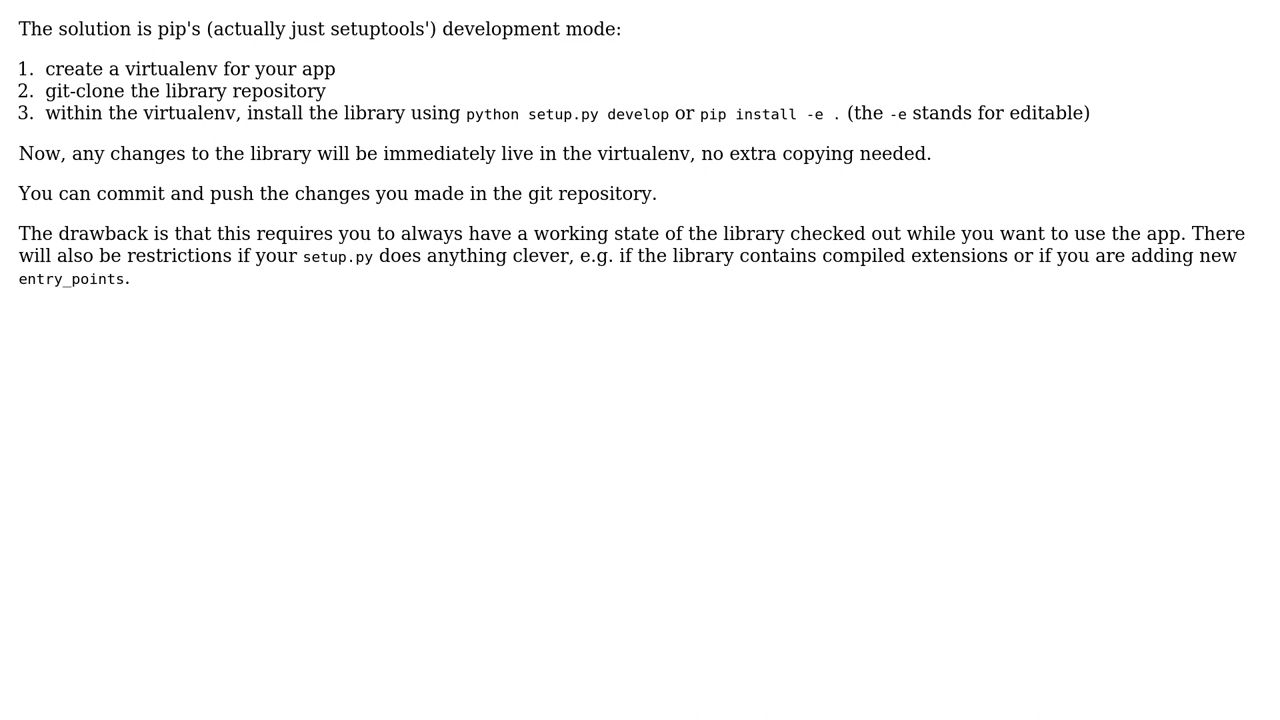 The solution is pip's (actually just setuptools') development mode:
1. create a virtualenv for your app
2. git-clone the library repository
3. within the virtualenv, install the library using python setup.py develop or pip install -e . (the -e stands for editable)
Now, any changes to the library will be immediately live in the virtualenv, no extra copying needed.
You can commit and push the changes you made in the git repository.
The drawback is that this requires you to always have a working state of the library checked out while you want to use the app. There
will also be restrictions if your setup.py does anything clever, e.g. if the library contains compiled extensions or if you are adding new
entry_points.